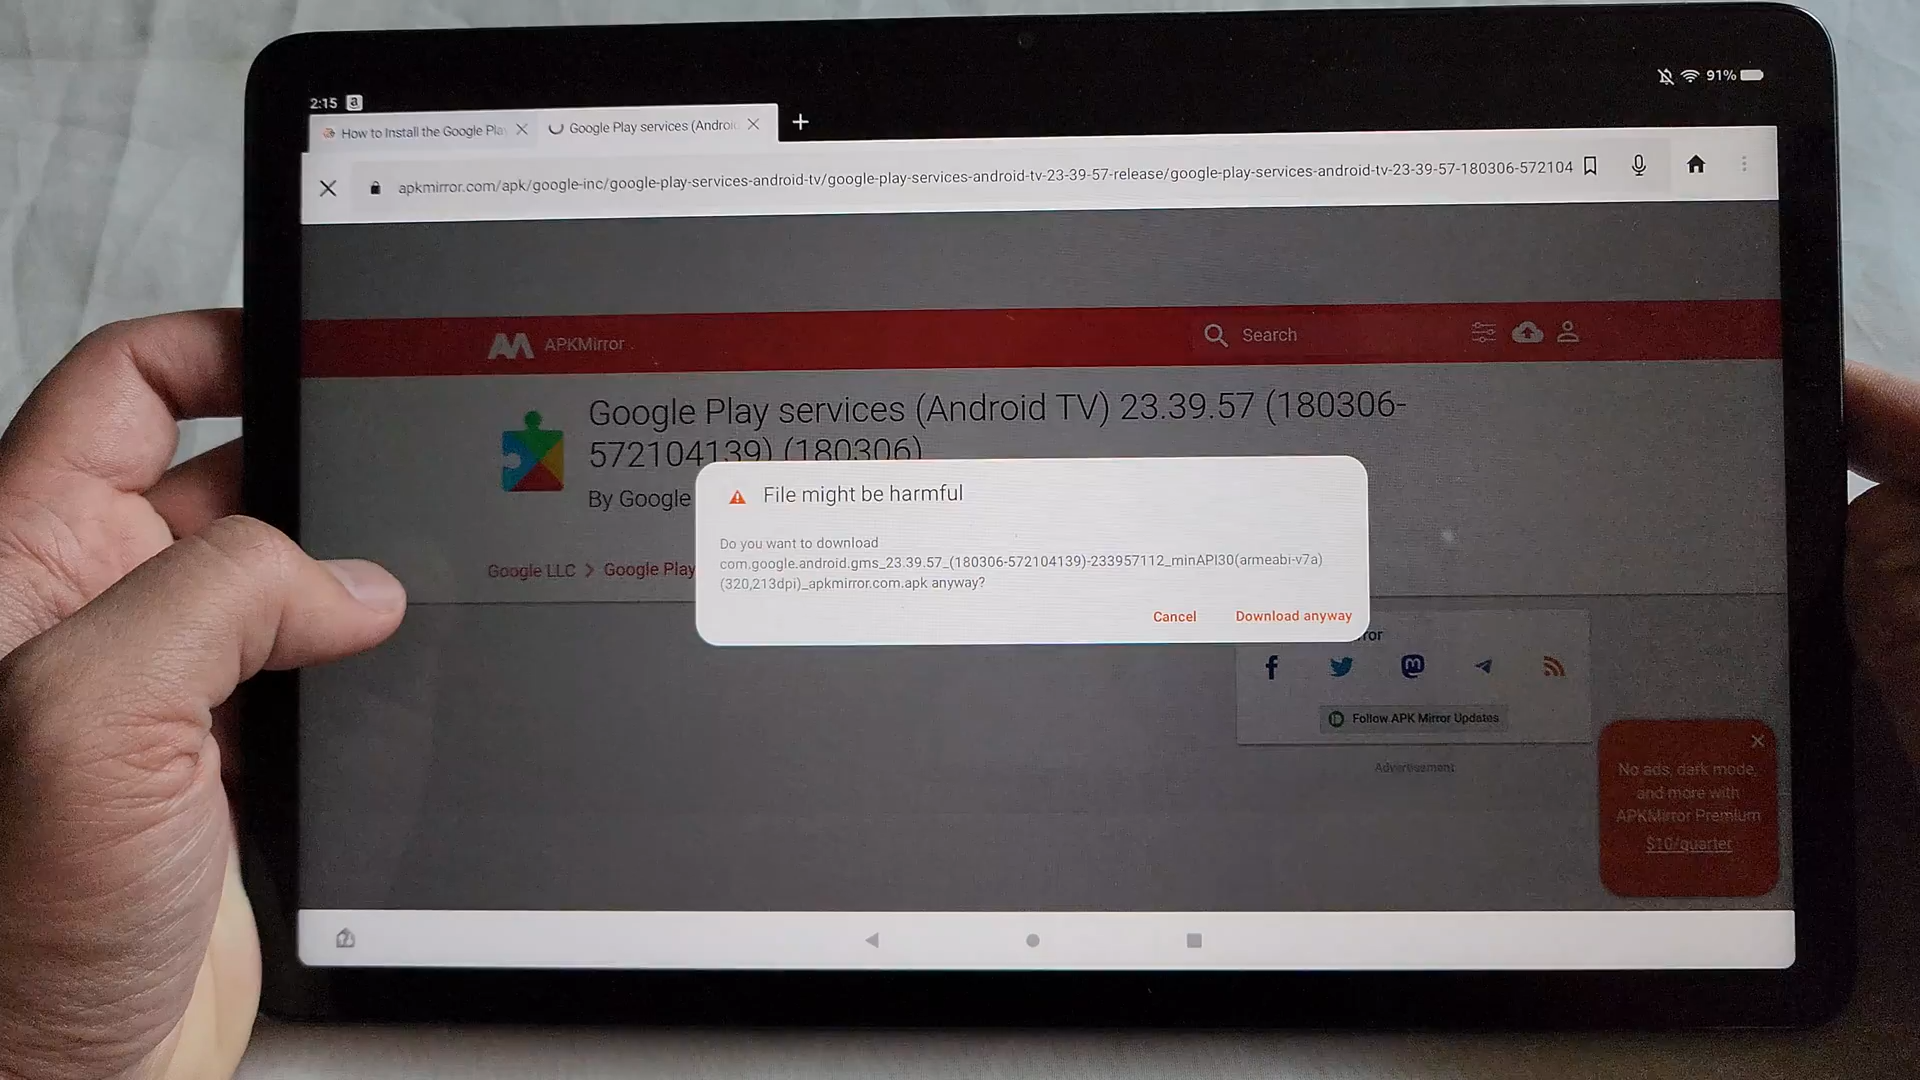 2:15
91%
How to Install the Google Pla
Google Play services (Androi
apkmirror.com/apk/google-inc/google-play-services-android-tv/google-play-services-android-tv-23-39-57-release/google-play-services-android-tv-23-39-57-180306-572104
APKMirror
Search
Google Play services (Android TV) 23.39.57 (180306-
572104139) (180306)
By Google
Google LLC > Google Play
File might be harmful
Do you want to download
com.google.android.gms_23.39.57_(180306-572104139)-233957112_minAPI30(armeabi-v7a)
(320,213dpi)_apkmirror.com.apk anyway?
Cancel Download anyway
ror
Follow APK Mirror Updates
Advertisement
No ads, dark mode,
and more with
APKMirror Premium
$10/quarter